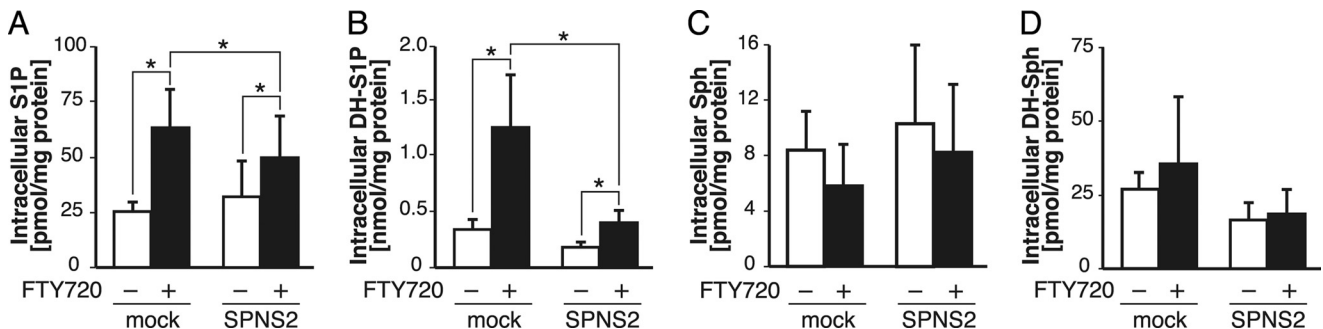 A
Intracellular S1P
[pmol/mg protein]
100
75
50
25
0
*
*
*
FTY720 − + − +
mock SPNS2
B
Intracellular DH-S1P
[nmol/mg protein]
2.0
1.5
1.0
0.5
0
*
*
*
FTY720 − + − +
mock SPNS2
C
Intracellular Sph
[pmol/mg protein]
16
12
8
4
0
FTY720 − + − +
mock SPNS2
D
Intracellular DH-Sph
[pmol/mg protein]
75
50
25
0
FTY720 − + − +
mock SPNS2